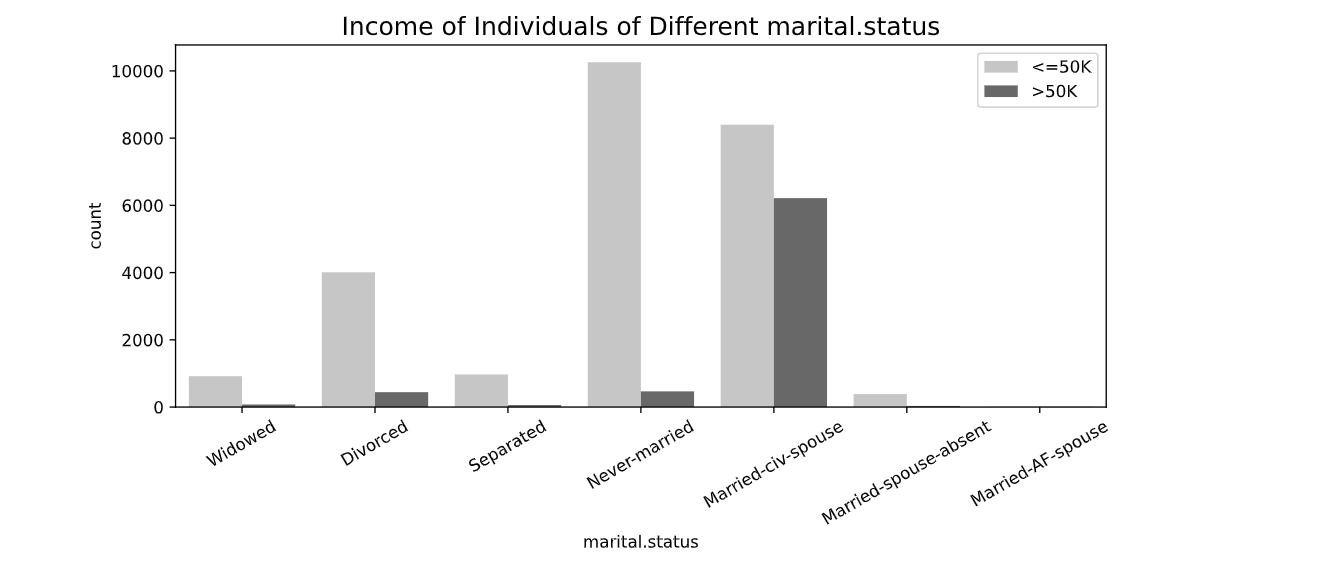 Income of Individuals of Different marital.status
<=50K
>50K
10000
8000
6000
4000
2000
0
count
Widowed
Divorced
Separated
Never-married
Married-civ-spouse
Married-spouse-absent
Married-AF-spouse
marital.status